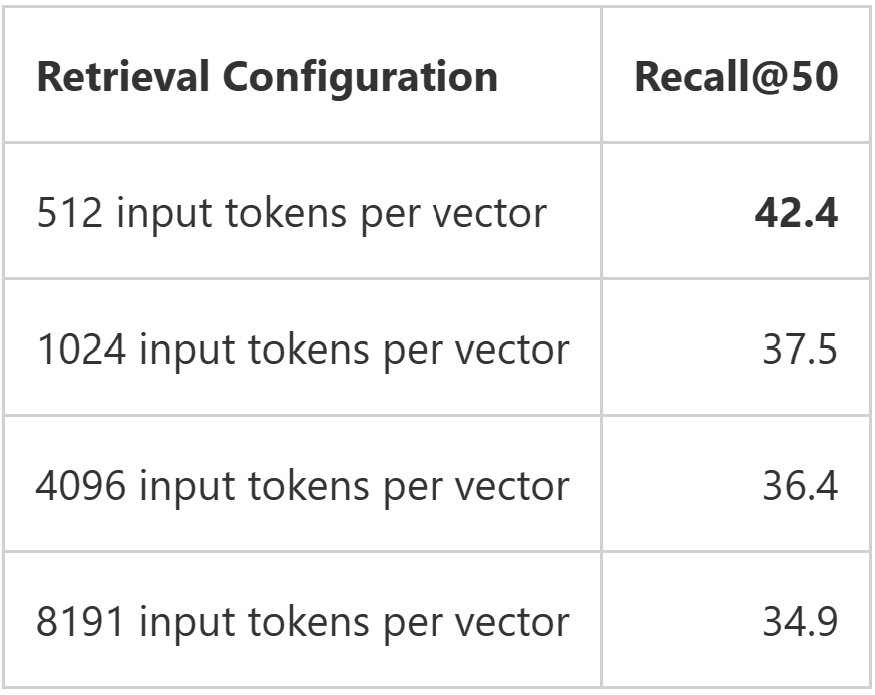 Retrieval Configuration Recall@50
512 input tokens per vector 42.4
1024 input tokens per vector 37.5
4096 input tokens per vector 36.4
8191 input tokens per vector 34.9